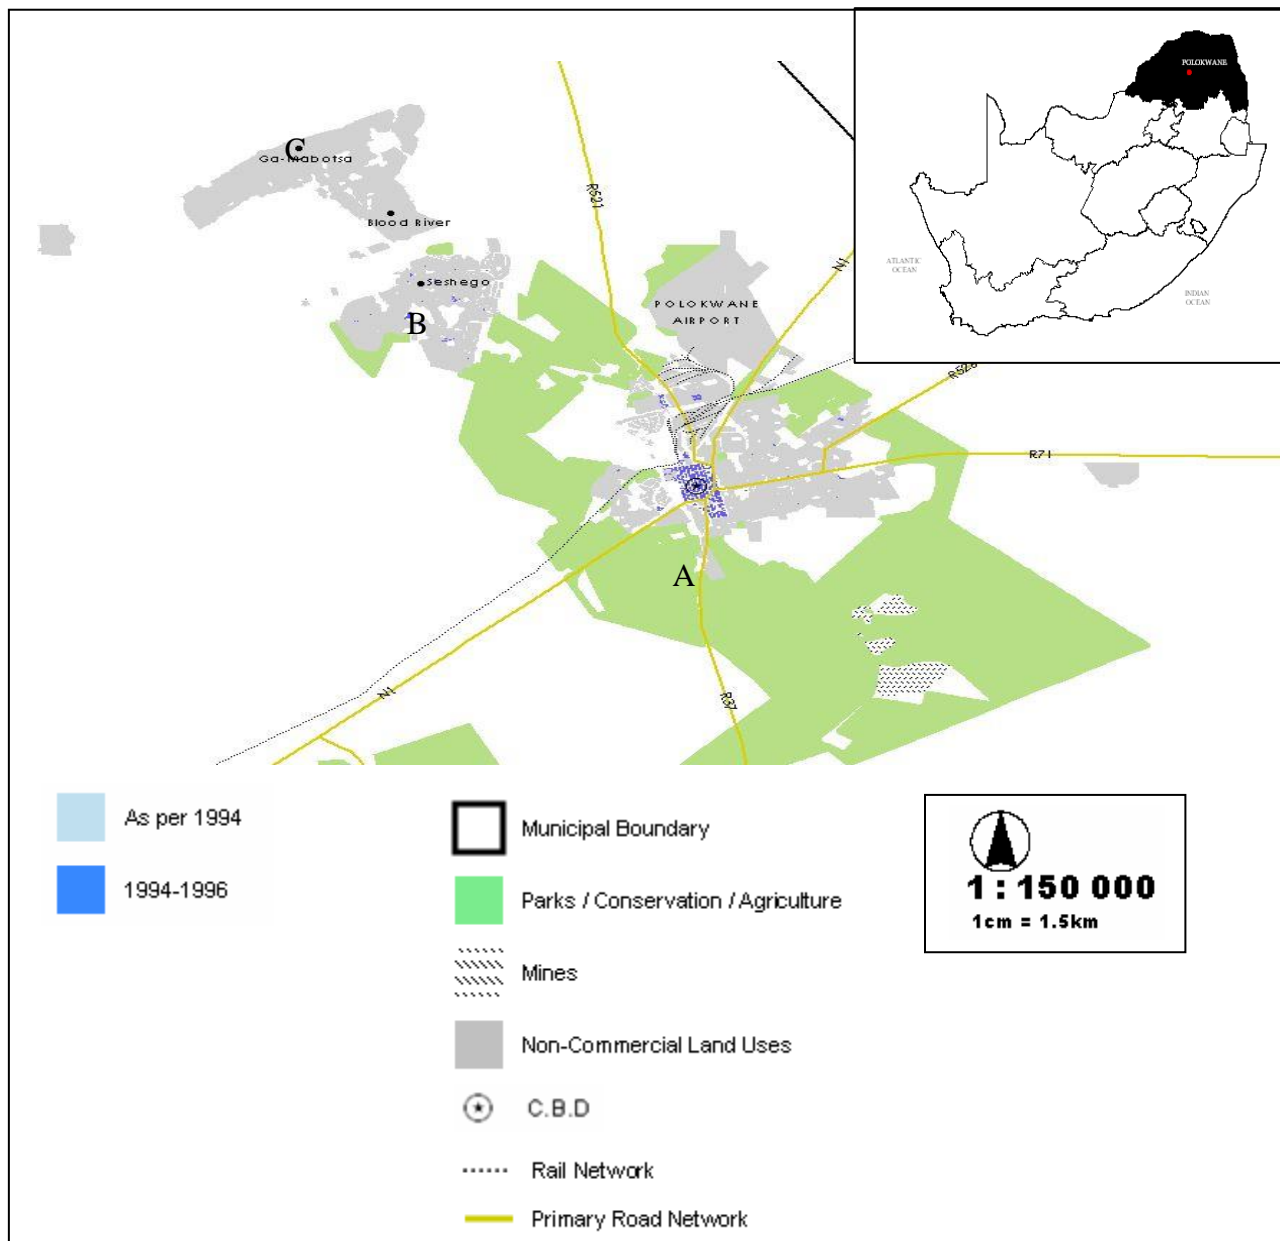 POLOKWANE
ATLANTIC
OCEAN
INDIAN
OCEAN
C
Ga-Mabotsa
Blood River
R521
N1
Seshego
POLOKWANE
AIRPORT
B
R71
A
N1
R37
As per 1994
1994-1996
Municipal Boundary
Parks / Conservation / Agriculture
Mines
Non-Commercial Land Uses
C.B.D
Rail Network
Primary Road Network
1 : 150 000
1cm = 1.5km